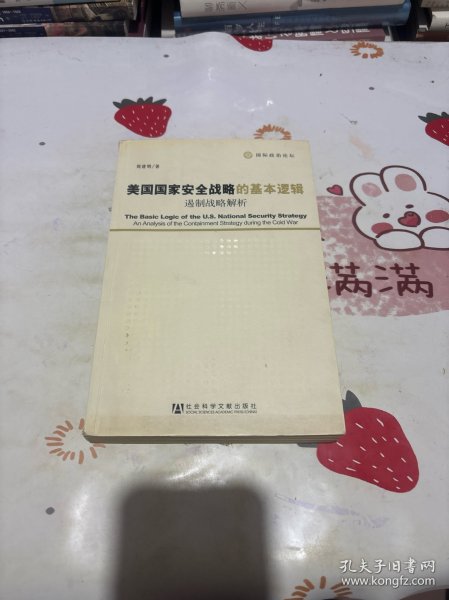 周建明/著
国际政治论坛
美国国家安全战略的基本逻辑
遏制战略解析
The Basic Logic of the U.S. National Security Strategy
An Analysis of the Containment Strategy during the Cold War
满满
社会科学文献出版社
SOCIAL SCIENCES ACADEMIC PRESS (CHINA)
孔夫子旧书网
www.kongfz.com